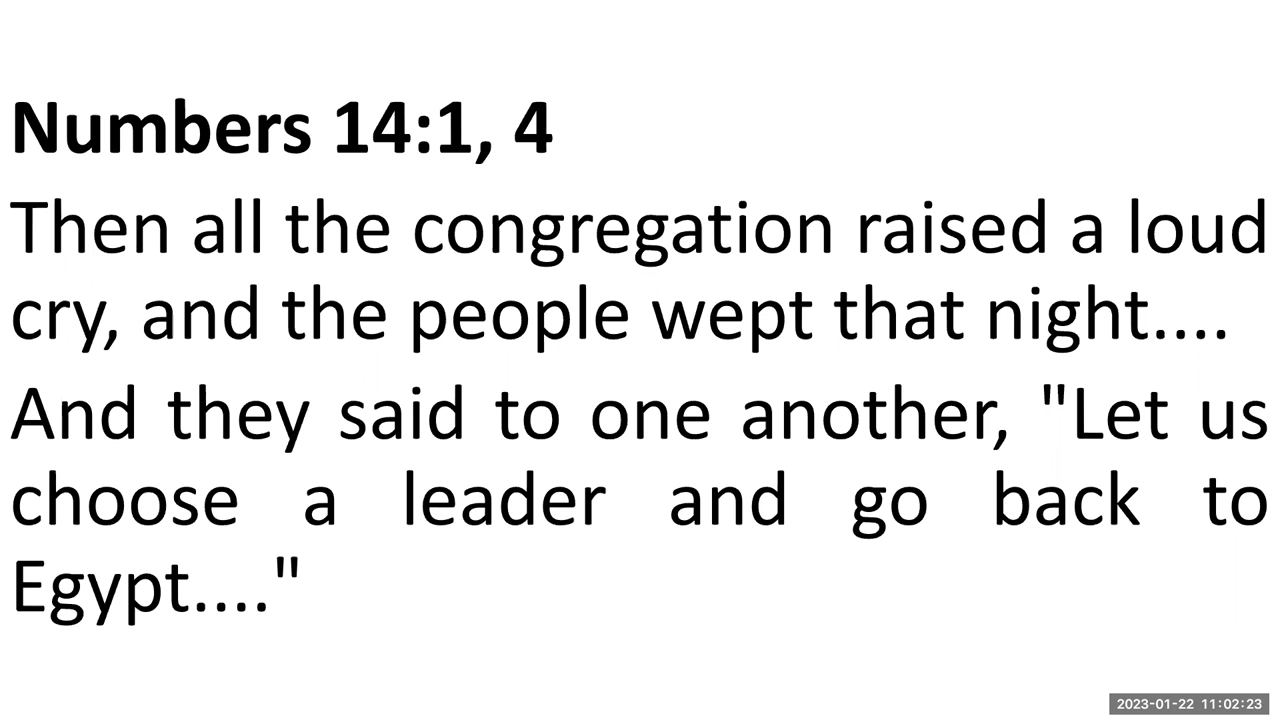 Numbers 14:1, 4
Then all the congregation raised a loud
cry, and the people wept that night....
And they said to one another, "Let us
choose a leader and go back to
Egypt...."
2023-01-22 11:02:23